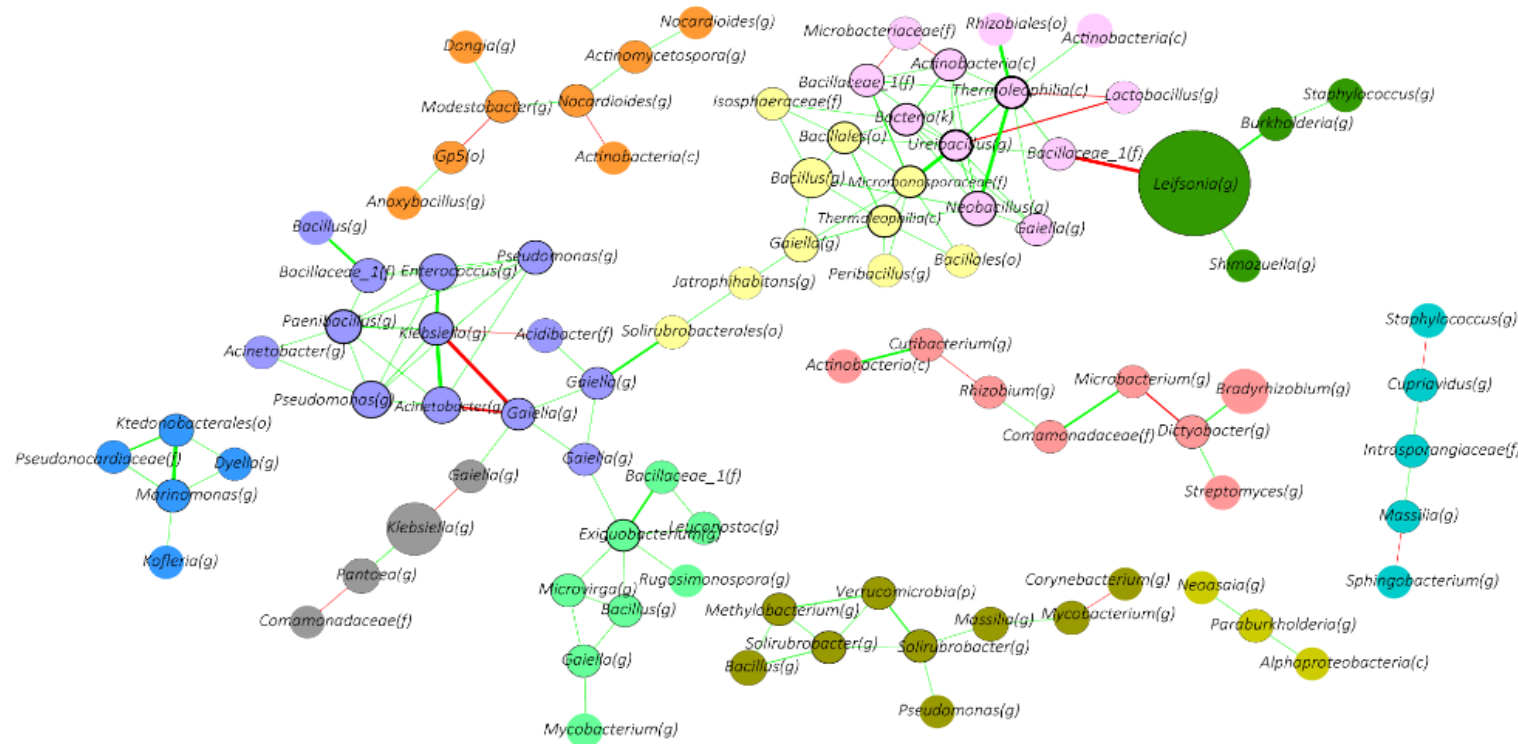 Nocardioides(g)
Dongia(g)
Actinomycetospora(g)
Modestobacter(g)
Nocardioides(g)
Gp5(o)
Actinobacteria(c)
Anoxybacillus(g)
Rhizobiales(o)
Microbacteriaceae(f)
Actinobacteria(c)
Actinobacteria(c)
Bacillaceae_1(f)
Thermoleophilia(c)
Lactobacillus(g)
Isosphaeraceae(f)
Bacteria(k)
Bacillales(o)
Ureibacillus(g)
Bacillaceae_1(f)
Staphylococcus(g)
Burkholderia(g)
Leifsonia(g)
Shimazuella(g)
Bacillus(g)
Micromonosporaceae(f)
Neobacillus(g)
Thermoleophilia(c)
Gaiella(g)
Gaiella(g)
Peribacillus(g)
Bacillales(o)
Jatrophihabitans(g)
Solirubrobacterales(o)
Bacillus(g)
Bacillaceae_1(f)
Enterococcus(g)
Pseudomonas(g)
Paenibacillus(g)
Klebsiella(g)
Acidibacter(f)
Acinetobacter(g)
Gaiella(g)
Pseudomonas(g)
Acinetobacter(g)
Gaiella(g)
Gaiella(g)
Ktedonobacterales(o)
Pseudonocardiaceae(f)
Dyella(g)
Marinomonas(g)
Kofleria(g)
Gaiella(g)
Klebsiella(g)
Pantoea(g)
Comamonadaceae(f)
Bacillaceae_1(f)
Leuconostoc(g)
Exiguobacterium(g)
Microvirga(g)
Rugosimonospora(g)
Bacillus(g)
Gaiella(g)
Mycobacterium(g)
Cutibacterium(g)
Actinobacteria(c)
Rhizobium(g)
Microbacterium(g)
Bradyrhizobium(g)
Comamonadaceae(f)
Dictyobacter(g)
Streptomyces(g)
Staphylococcus(g)
Cupriavidus(g)
Intrasporangiaceae(f)
Massilia(g)
Sphingobacterium(g)
Verrucomicrobia(p)
Methylobacterium(g)
Corynebacterium(g)
Massilia(g)
Mycobacterium(g)
Solirubrobacter(g)
Solirubrobacter(g)
Bacillus(g)
Pseudomonas(g)
Neoasaia(g)
Paraburkholderia(g)
Alphaproteobacteria(c)